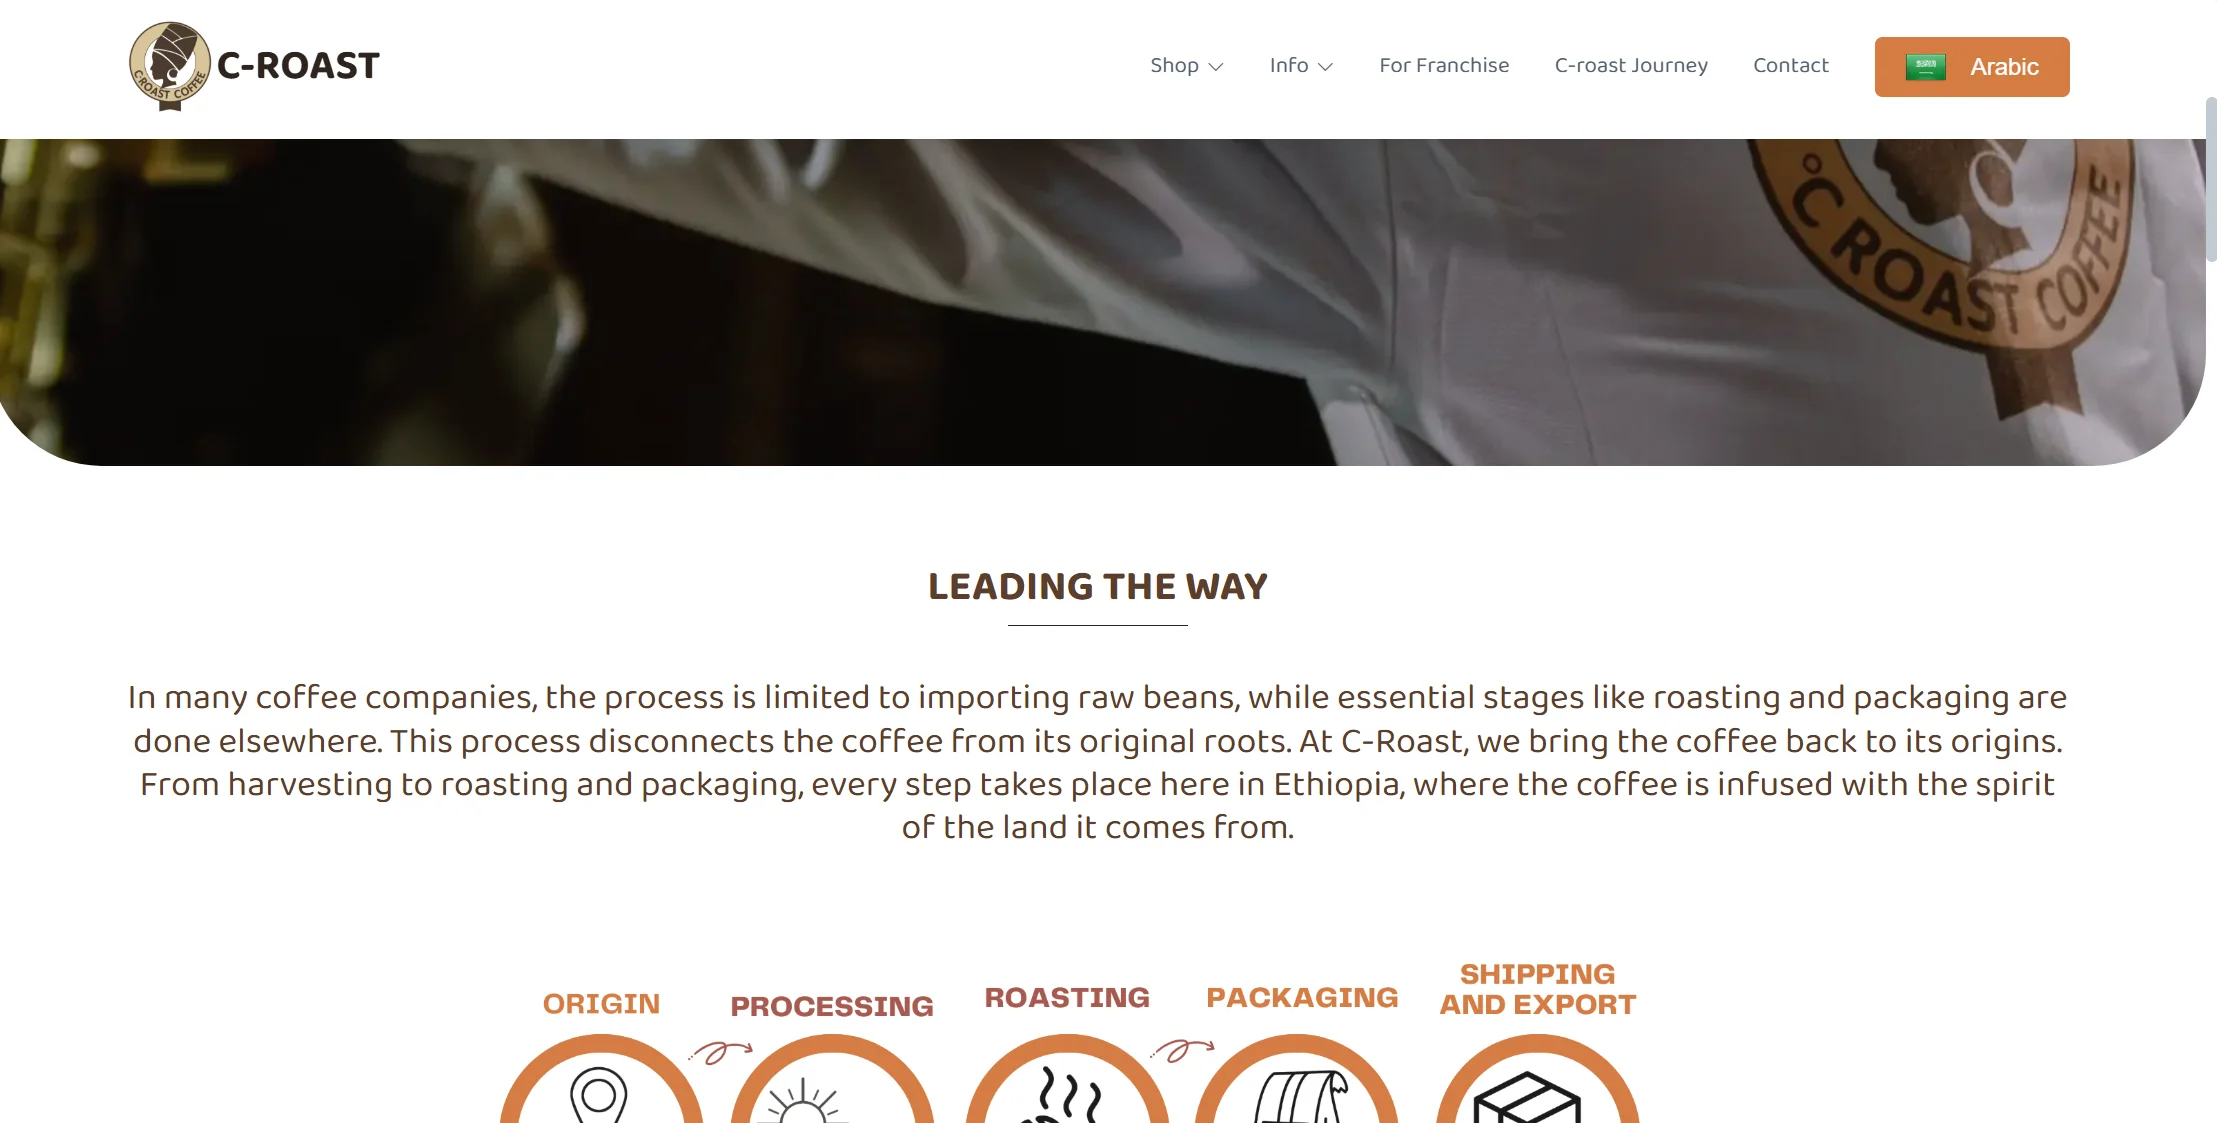 C-ROAST COFFEE
C-ROAST
Shop
Info
For Franchise
C-roast Journey
Contact
Arabic
C ROAST COFFEE
LEADING THE WAY
In many coffee companies, the process is limited to importing raw beans, while essential stages like roasting and packaging are
done elsewhere. This process disconnects the coffee from its original roots. At C-Roast, we bring the coffee back to its origins.
From harvesting to roasting and packaging, every step takes place here in Ethiopia, where the coffee is infused with the spirit
of the land it comes from.
ORIGIN
PROCESSING
ROASTING
PACKAGING
SHIPPING
AND EXPORT